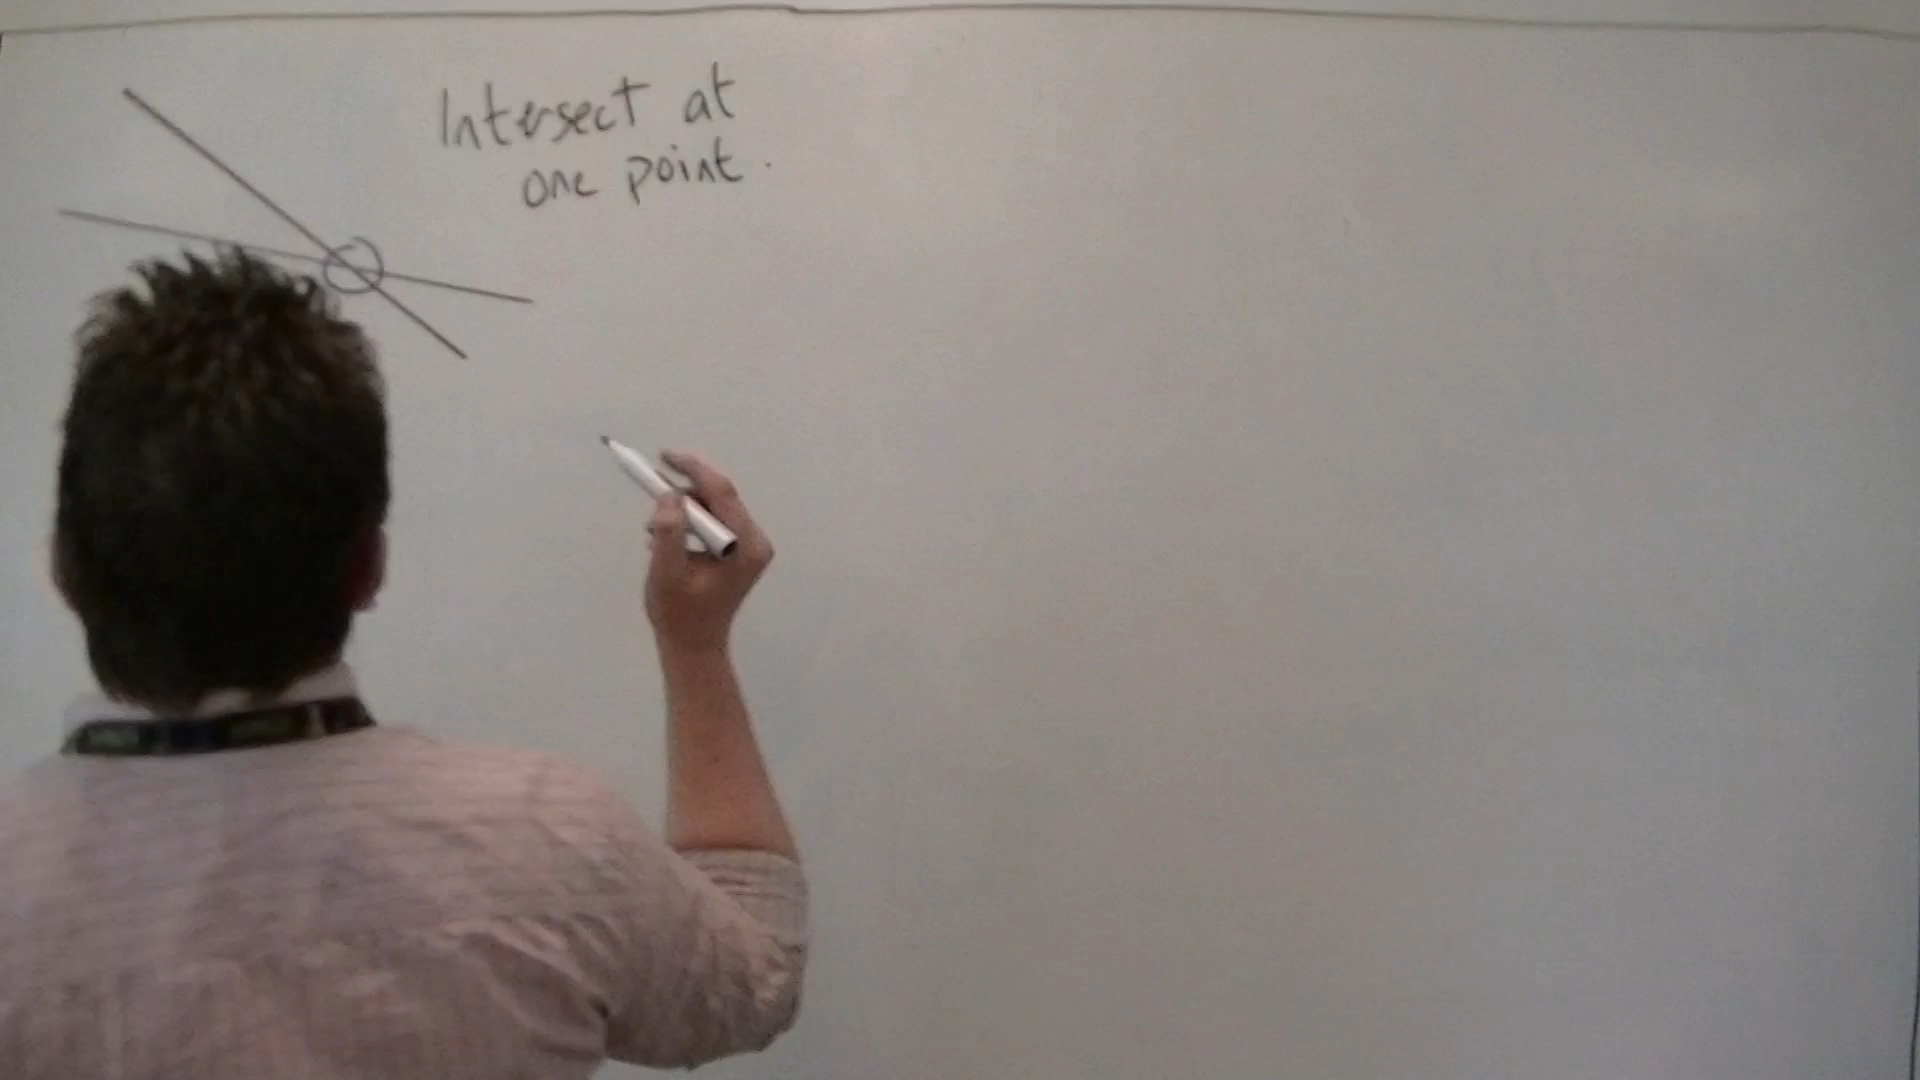 Intersect at
one point.